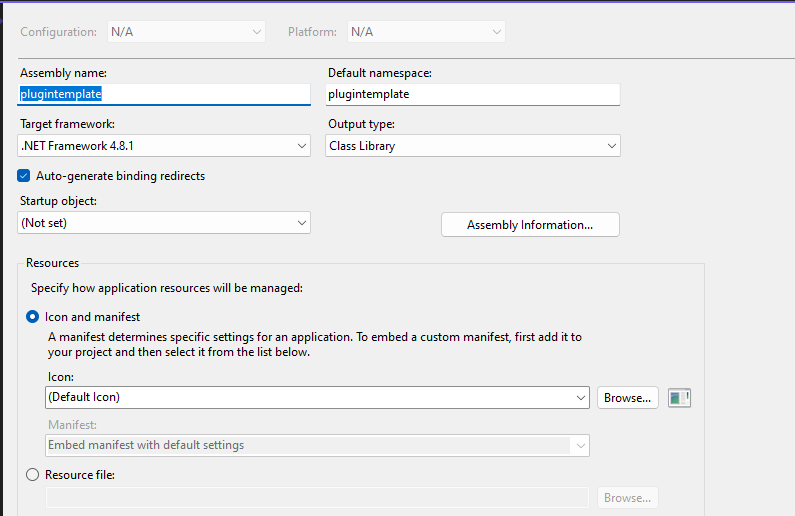 Configuration: N/A Platform: N/A
Assembly name: Default namespace:
plugintemplate plugintemplate
Target framework: Output type:
.NET Framework 4.8.1 Class Library
Auto-generate binding redirects
Startup object:
(Not set) Assembly Information...
Resources
Specify how application resources will be managed:
Icon and manifest
A manifest determines specific settings for an application. To embed a custom manifest, first add it to
your project and then select it from the list below.
Icon:
(Default Icon) Browse...
Manifest:
Embed manifest with default settings
Resource file:
Browse...